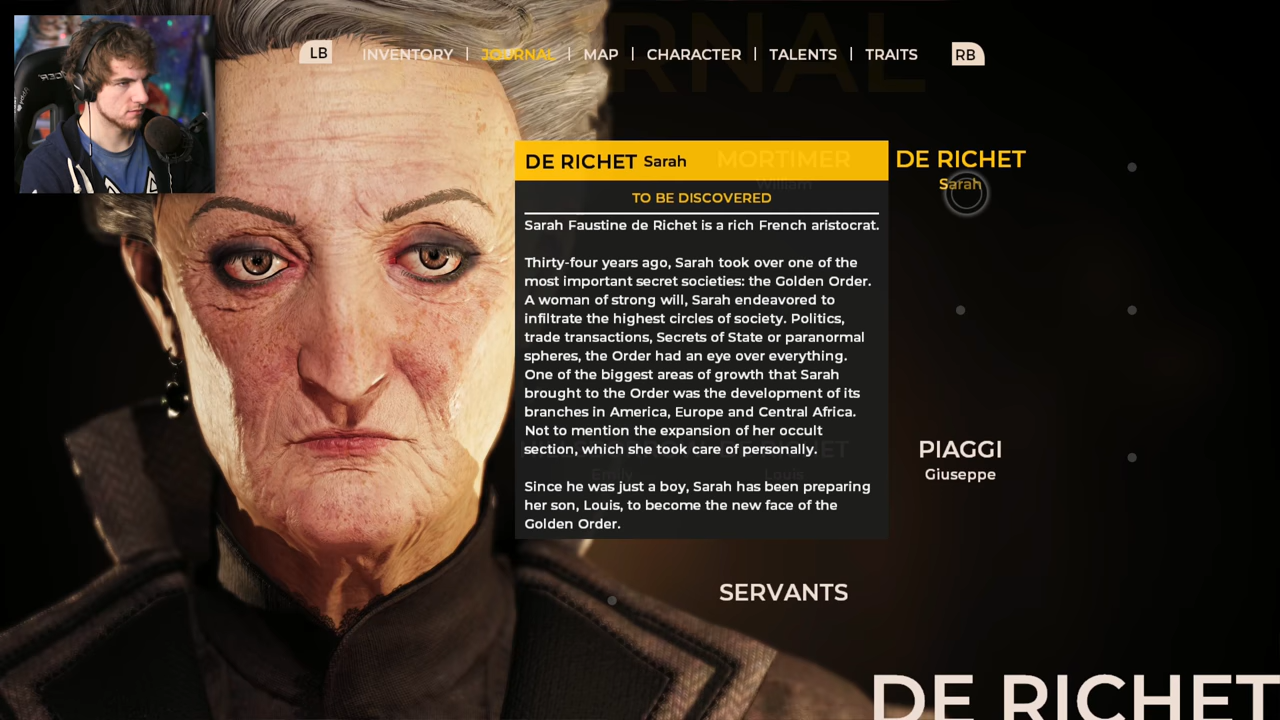 LB INVENTORY | JOURNAL | MAP | CHARACTER | TALENTS | TRAITS RB
DE RICHET Sarah
MORTIMER
William
DE RICHET
Sarah
TO BE DISCOVERED
Sarah Faustine de Richet is a rich French aristocrat.
Thirty-four years ago, Sarah took over one of the
most important secret societies: the Golden Order.
A woman of strong will, Sarah endeavored to
infiltrate the highest circles of society. Politics,
trade transactions, Secrets of State or paranormal
spheres, the Order had an eye over everything.
One of the biggest areas of growth that Sarah
brought to the Order was the development of its
branches in America, Europe and Central Africa.
Not to mention the expansion of her occult
section, which she took care of personally.
Since he was just a boy, Sarah has been preparing
her son, Louis, to become the new face of the
Golden Order.
Emily
Louis
PIAGGI
Giuseppe
SERVANTS
DE RICHET